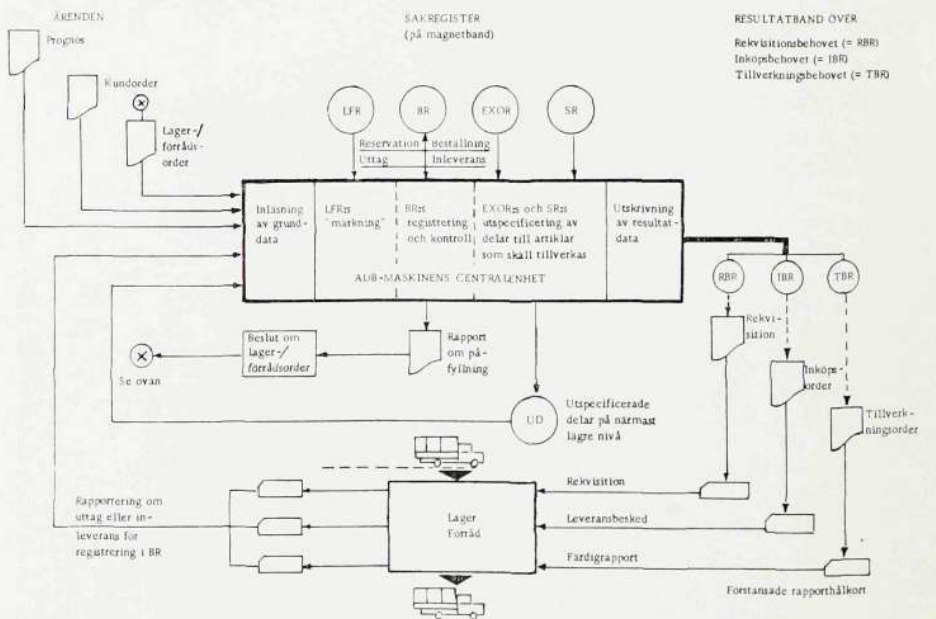 ÄRENDEN
Prognos
Kundorder
Lager-/
förråds-
order
SAKREGISTER
(på magnetband)
RESULTATBAND ÖVER
Rekvisitionsbehovet (= RBR)
Inköpsbehovet (= IBR)
Tillverkningsbehovet (= TBR)
LFR
BR
EXOR
SR
Reservation
Beställning
Uttag
Inleverans
Inläsning
av grund-
data
LFR:s
"märkning"
BR:s
registrering
och kontroll
EXOR:s och SR:s
utspecificering av
delar till artiklar
som skall tillverkas
Utskrivning
av resultat-
data
ADB-MASKINENS CENTRALENHET
RBR
IBR
TBR
Rekvi-
sition
Inköps-
order
Tillverk-
ningsorder
Se ovan
Beslut om
lager-/
förrådsorder
Rapport
om på-
fyllning
UD
Utspecificerade
delar på närmast
lägre nivå
Rapportering om
uttag eller in-
leverans för
registrering i BR
Lager
Förråd
Rekvisition
Leveransbesked
Färdigrapport
Förstansade rapporthålkort